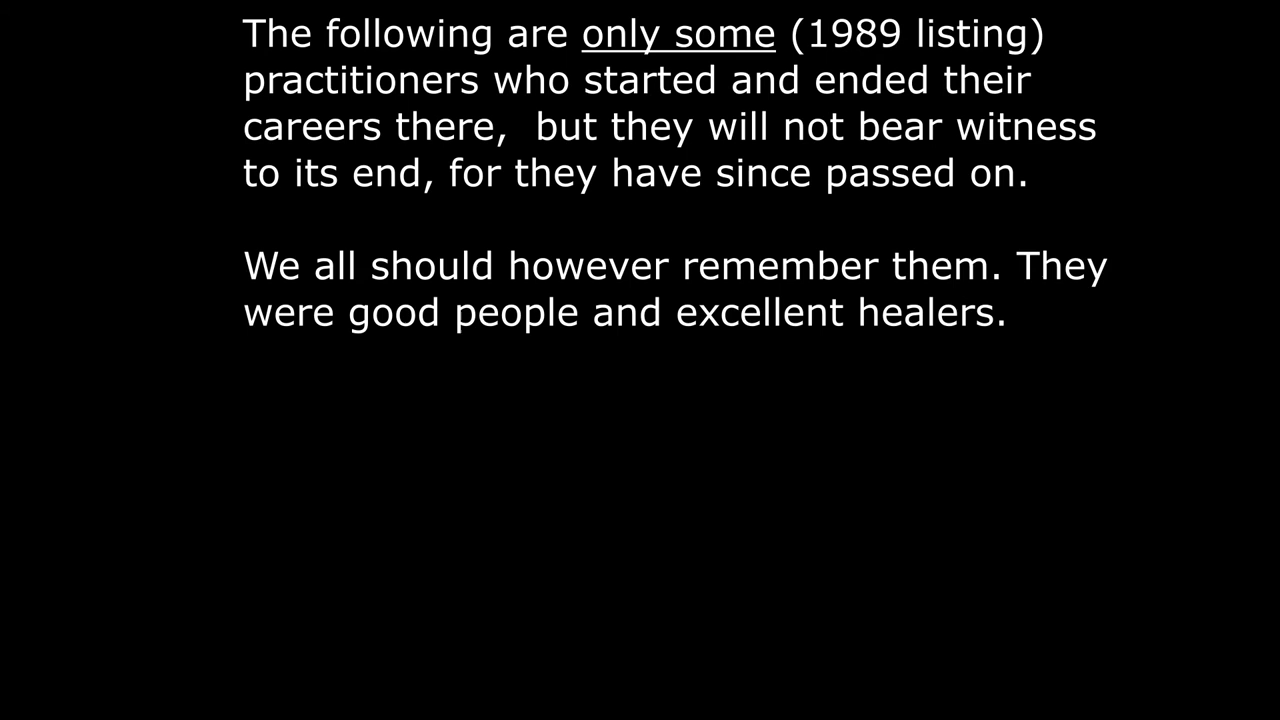 The following are only some (1989 listing)
practitioners who started and ended their
careers there,  but they will not bear witness
to its end, for they have since passed on.
We all should however remember them. They
were good people and excellent healers.